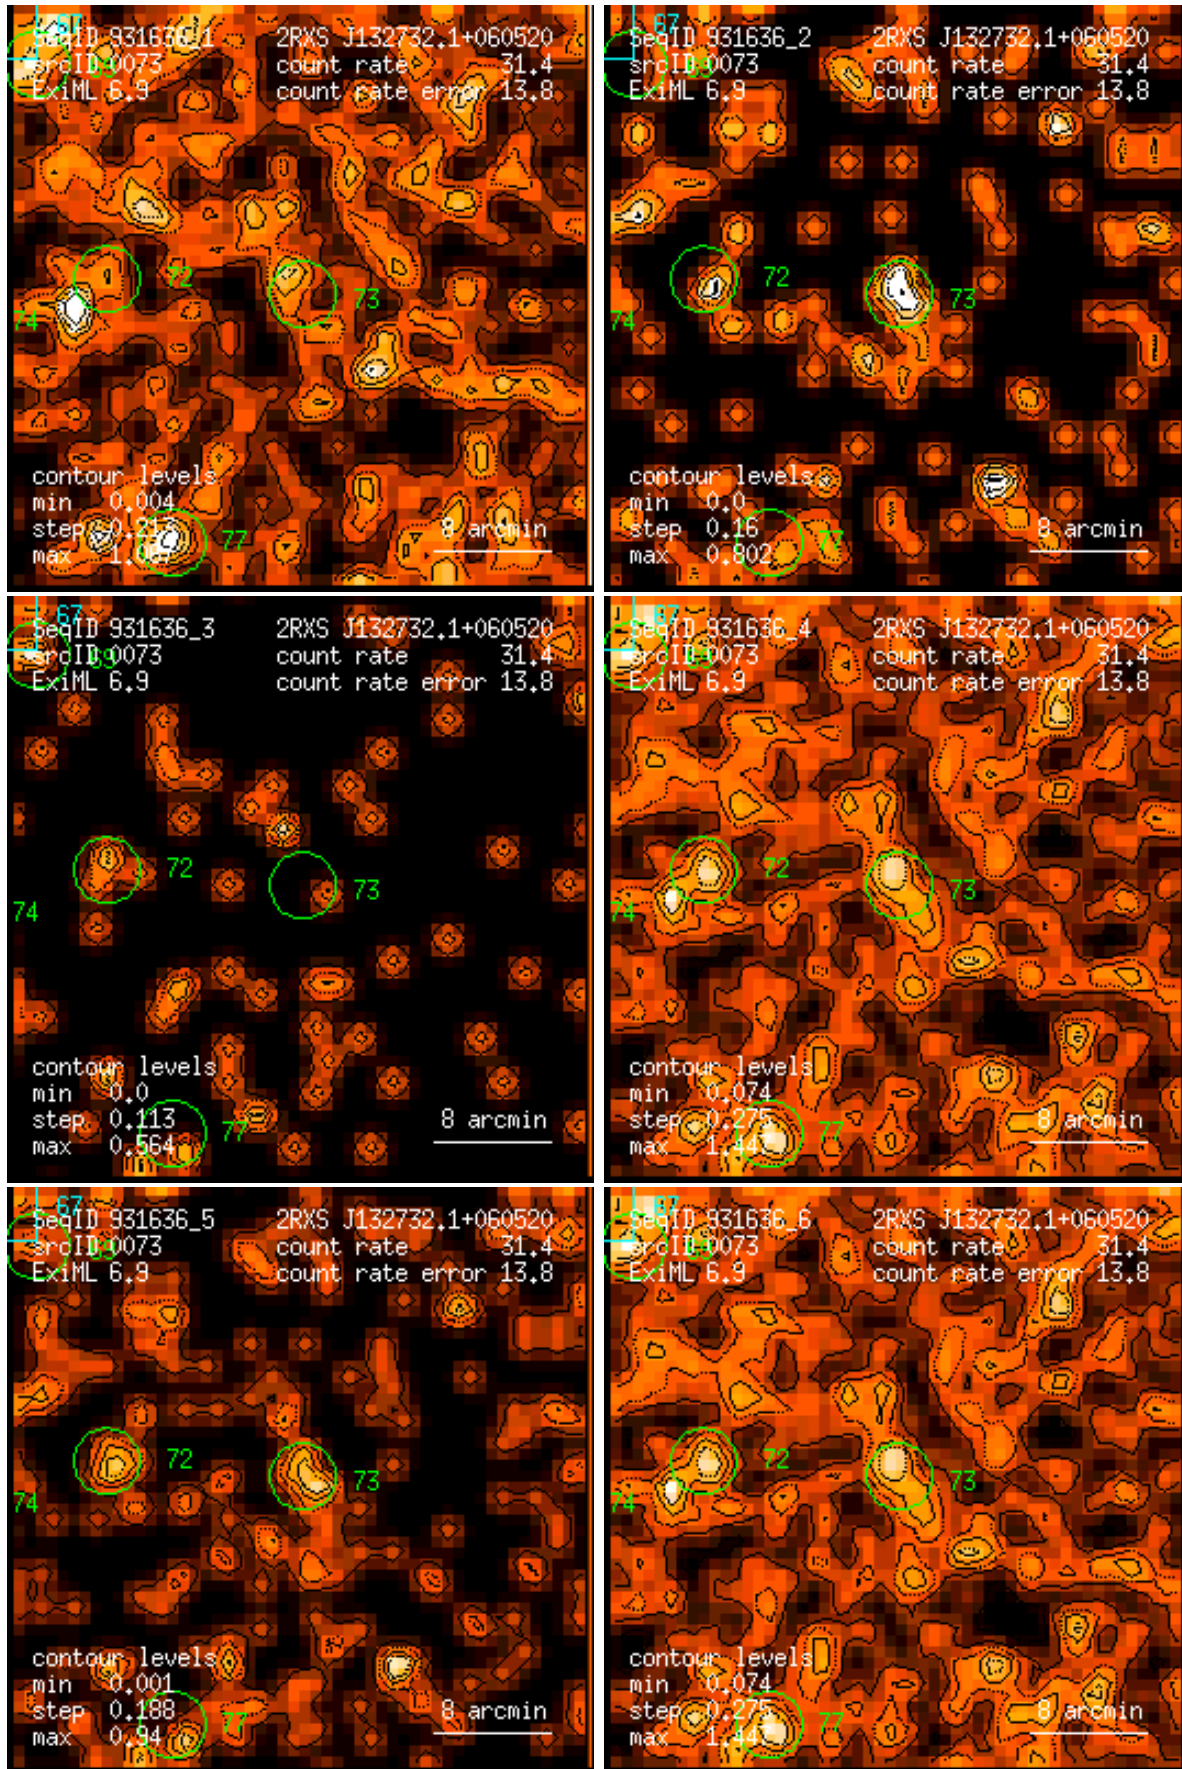 67
SeqID 931636_1 2RXS J132732.1+060520
srcID 0073 count rate 31.4
ExiML 6.9 count rate error 13.8
72
73
74
contour levels
min 0.004
step
max
77
8 arcmin
67
SeqID 931636_2 2RXS J132732.1+060520
srcID 0073 count rate 31.4
ExiML 6.9 count rate error 13.8
72
73
74
contour levels
min 0.0
step 0.16
max 0.802
77
8 arcmin
67
SeqID 931636_3 2RXS J132732.1+060520
srcID 0073 count rate 31.4
ExiML 6.9 count rate error 13.8
72
73
74
contour levels
min 0.0
step 0.113
max 0.564
77
8 arcmin
67
SeqID 931636_4 2RXS J132732.1+060520
srcID 0073 count rate 31.4
ExiML 6.9 count rate error 13.8
72
73
74
contour levels
min 0.074
step 0.275
max 1.447
77
8 arcmin
67
SeqID 931636_5 2RXS J132732.1+060520
srcID 0073 count rate 31.4
ExiML 6.9 count rate error 13.8
72
73
74
contour levels
min 0.001
step 0.188
max 0.94
77
8 arcmin
67
SeqID 931636_6 2RXS J132732.1+060520
srcID 0073 count rate 31.4
ExiML 6.9 count rate error 13.8
72
73
74
contour levels
min 0.074
step 0.275
max 1.447
77
8 arcmin